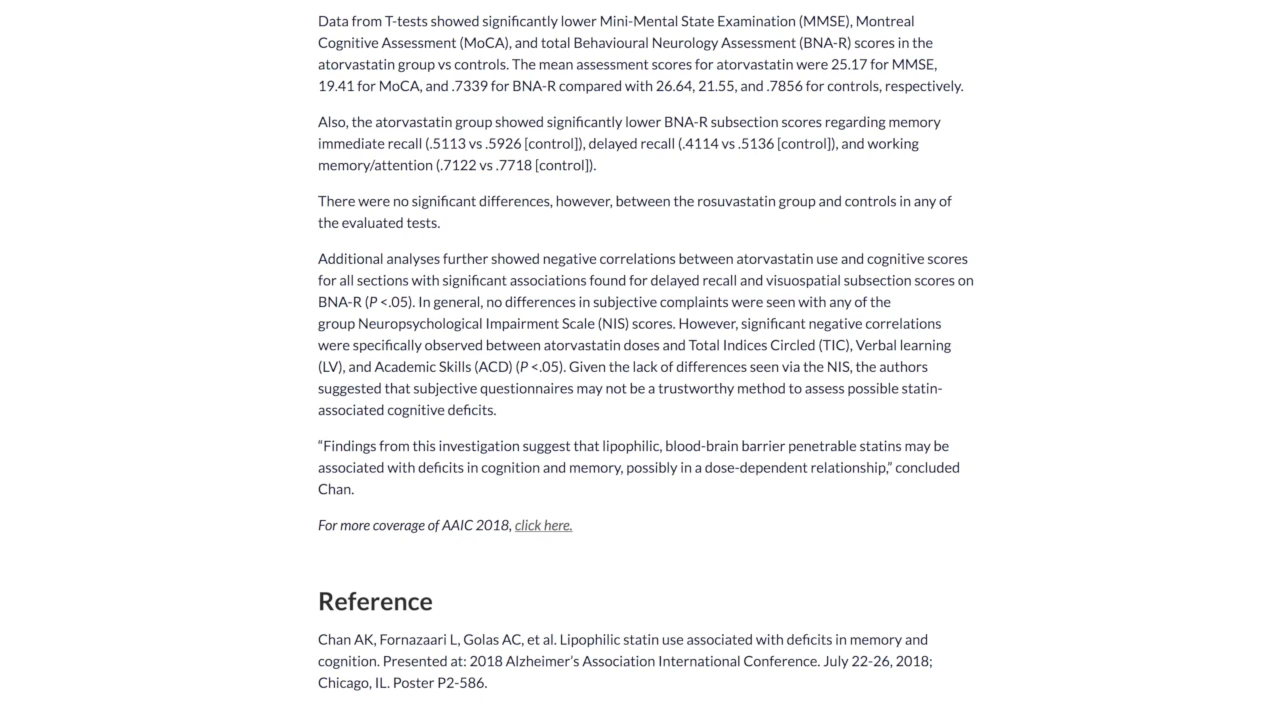 Data from T-tests showed significantly lower Mini-Mental State Examination (MMSE), Montreal
Cognitive Assessment (MoCA), and total Behavioural Neurology Assessment (BNA-R) scores in the
atorvastatin group vs controls. The mean assessment scores for atorvastatin were 25.17 for MMSE,
19.41 for MoCA, and .7339 for BNA-R compared with 26.64, 21.55, and .7856 for controls, respectively.
Also, the atorvastatin group showed significantly lower BNA-R subsection scores regarding memory
immediate recall (.5113 vs .5926 [control]), delayed recall (.4114 vs .5136 [control]), and working
memory/attention (.7122 vs .7718 [control]).
There were no significant differences, however, between the rosuvastatin group and controls in any of
the evaluated tests.
Additional analyses further showed negative correlations between atorvastatin use and cognitive scores
for all sections with significant associations found for delayed recall and visuospatial subsection scores on
BNA-R (P <.05). In general, no differences in subjective complaints were seen with any of the
group Neuropsychological Impairment Scale (NIS) scores. However, significant negative correlations
were specifically observed between atorvastatin doses and Total Indices Circled (TIC), Verbal learning
(LV), and Academic Skills (ACD) (P <.05). Given the lack of differences seen via the NIS, the authors
suggested that subjective questionnaires may not be a trustworthy method to assess possible statin-
associated cognitive deficits.
“Findings from this investigation suggest that lipophilic, blood-brain barrier penetrable statins may be
associated with deficits in cognition and memory, possibly in a dose-dependent relationship,” concluded
Chan.
For more coverage of AAIC 2018, click here.
Reference
Chan AK, Fornazaari L, Golas AC, et al. Lipophilic statin use associated with deficits in memory and
cognition. Presented at: 2018 Alzheimer’s Association International Conference. July 22-26, 2018;
Chicago, IL. Poster P2-586.